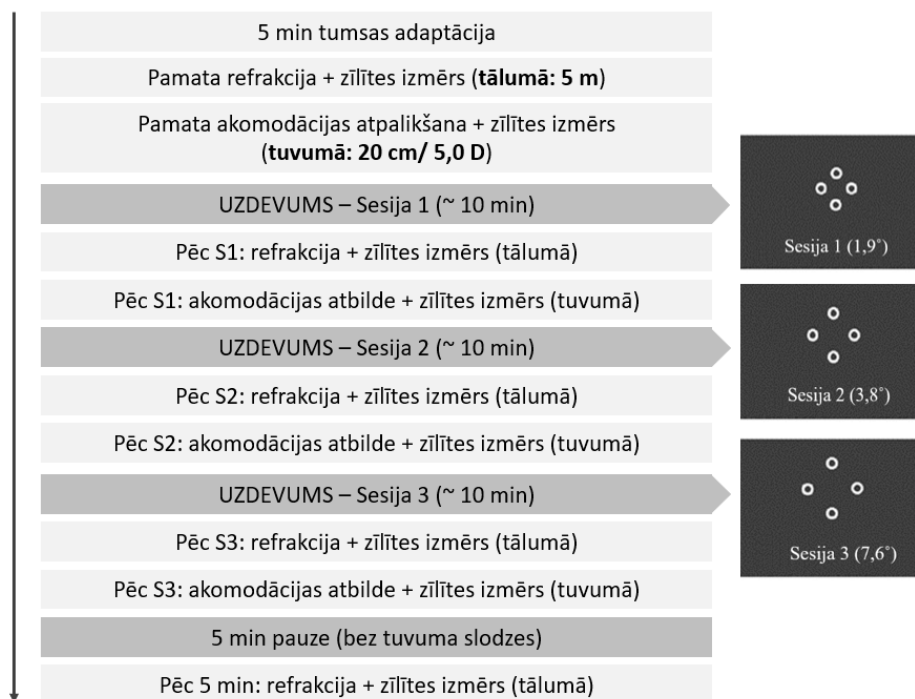 5 min tumsas adaptācija
Pamata refrakcija + zīlītes izmērs (tālumā: 5 m)
Pamata akomodācijas atpalikšana + zīlītes izmērs
(tuvumā: 20 cm/ 5,0 D)
UZDEVUMS – Sesija 1 (~ 10 min)
Sesija 1 (1,9˚)
Pēc S1: refrakcija + zīlītes izmērs (tālumā)
Pēc S1: akomodācijas atbilde + zīlītes izmērs (tuvumā)
UZDEVUMS – Sesija 2 (~ 10 min)
Sesija 2 (3,8˚)
Pēc S2: refrakcija + zīlītes izmērs (tālumā)
Pēc S2: akomodācijas atbilde + zīlītes izmērs (tuvumā)
UZDEVUMS – Sesija 3 (~ 10 min)
Sesija 3 (7,6˚)
Pēc S3: refrakcija + zīlītes izmērs (tālumā)
Pēc S3: akomodācijas atbilde + zīlītes izmērs (tuvumā)
5 min pauze (bez tuvuma slodzes)
Pēc 5 min: refrakcija + zīlītes izmērs (tālumā)